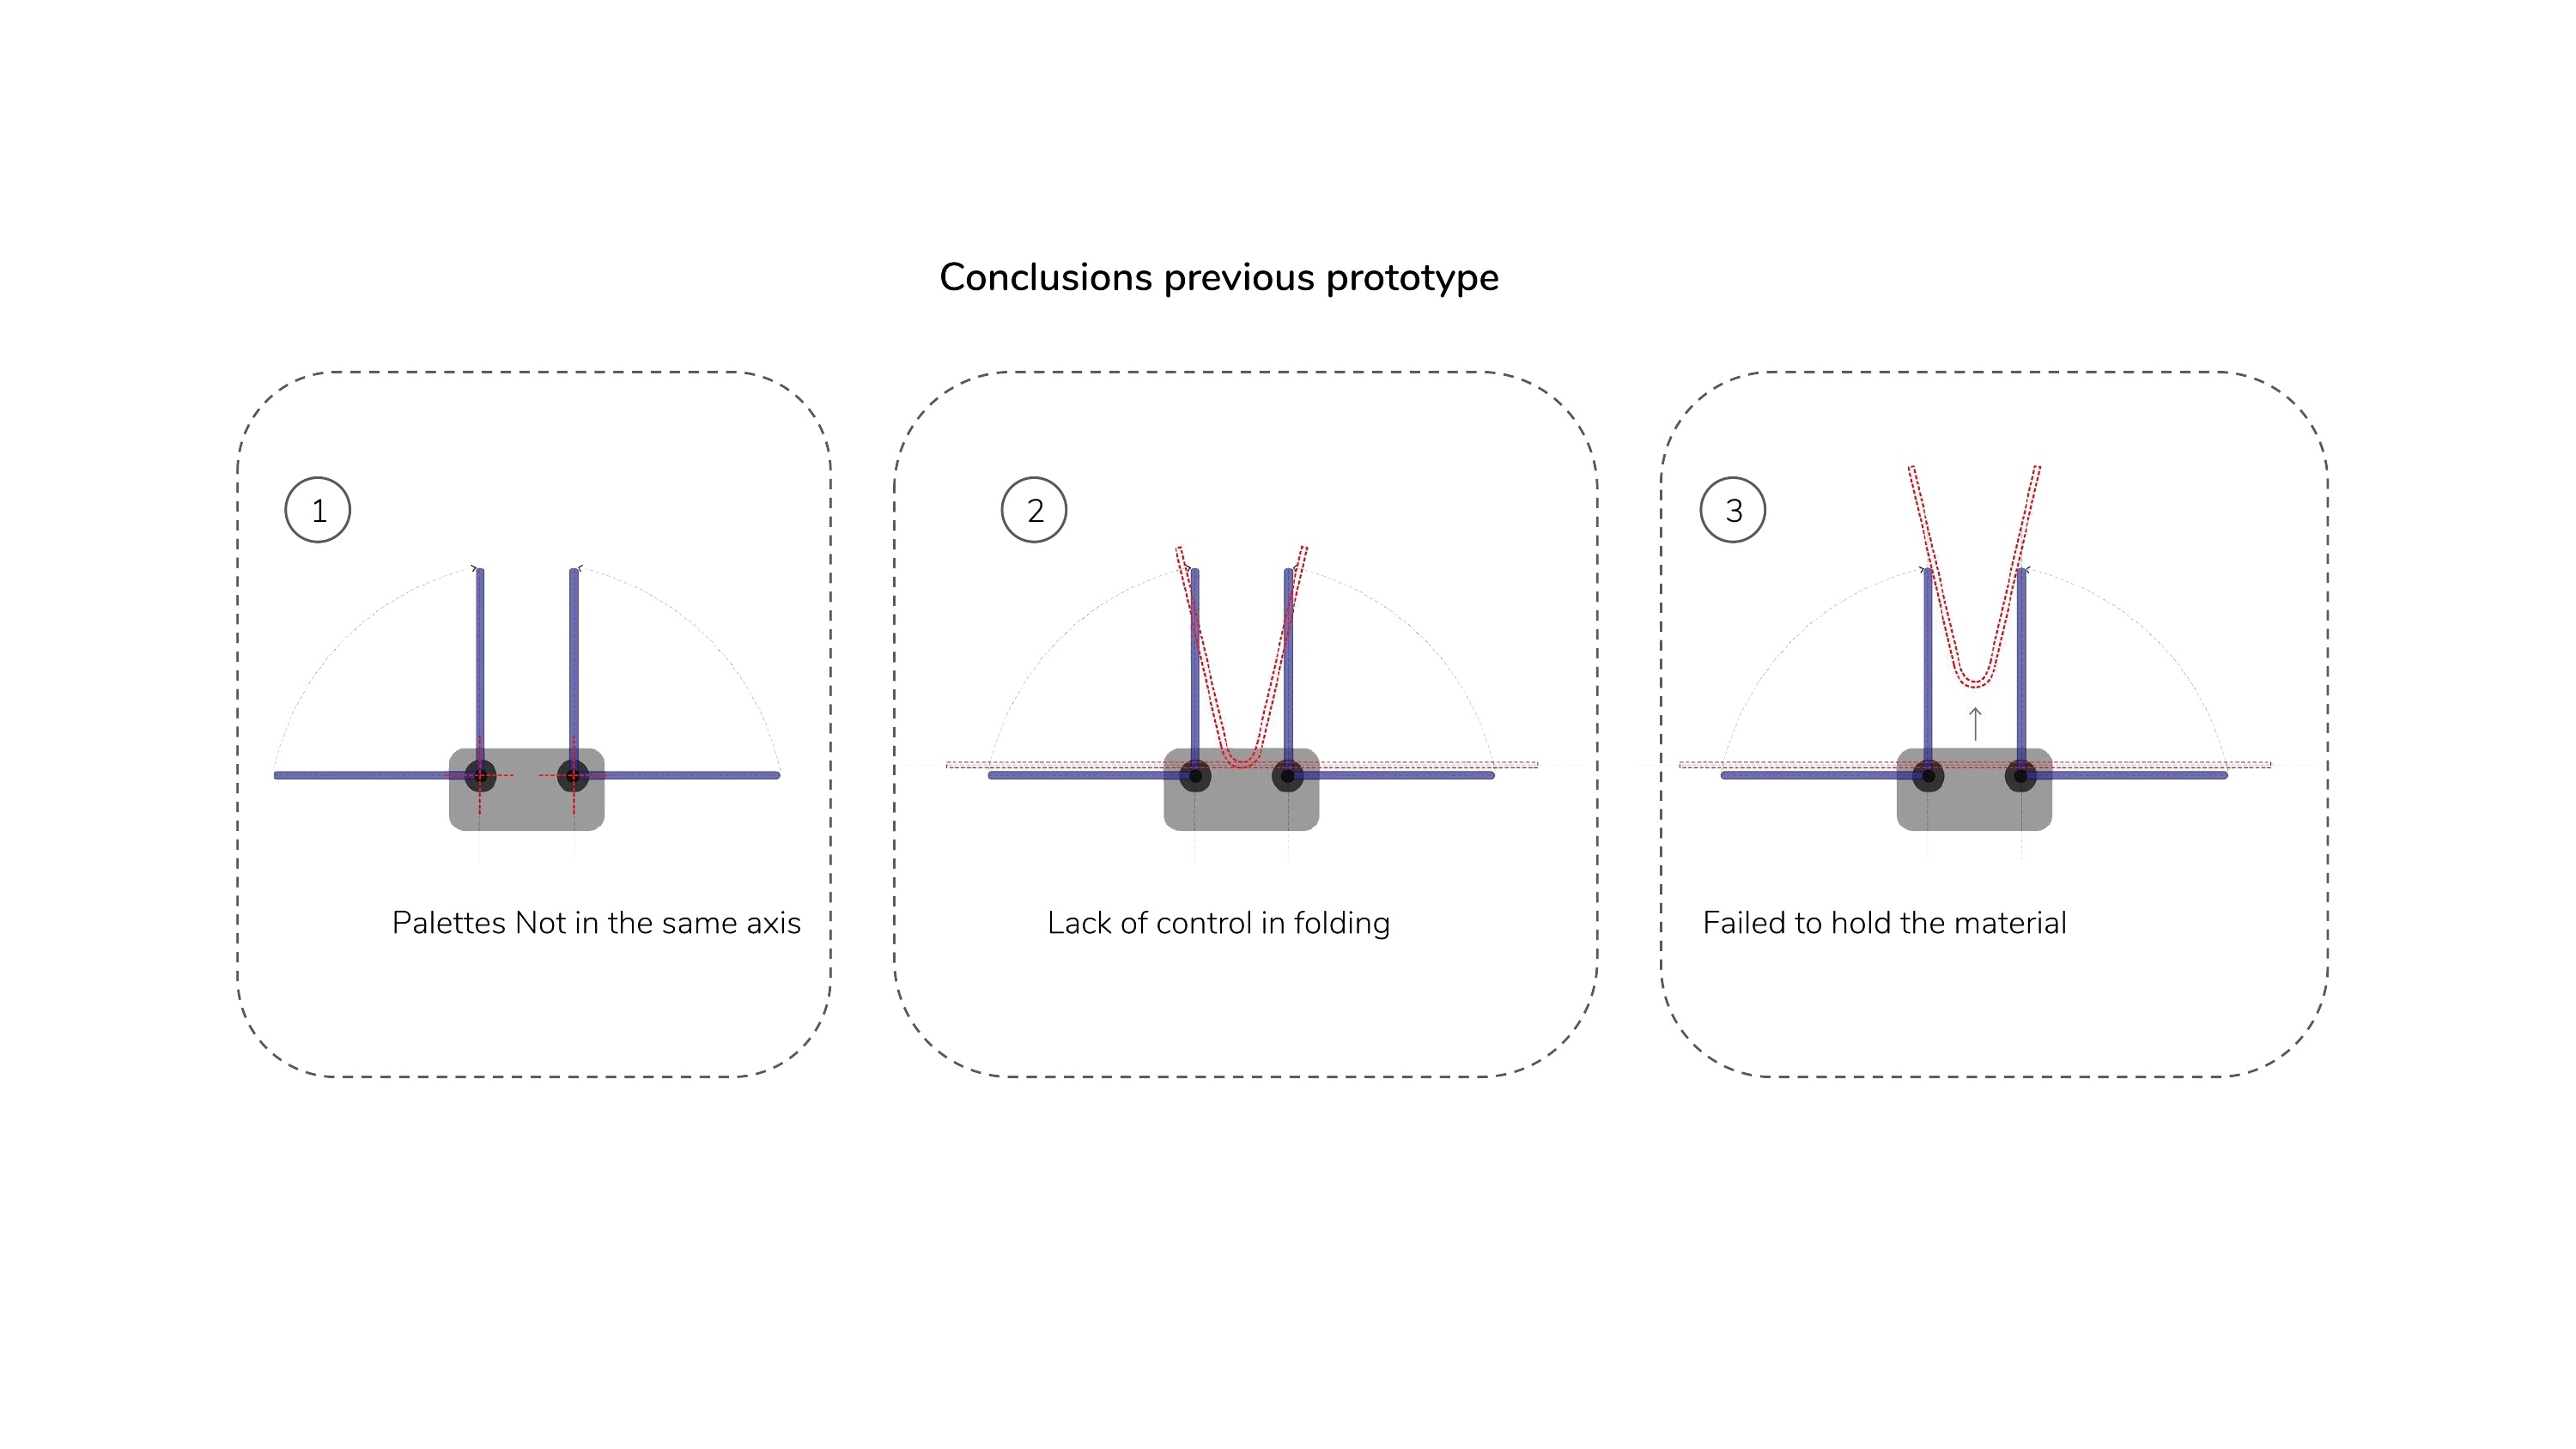 Conclusions previous prototype
1
2
3
Palettes Not in the same axis
Lack of control in folding
Failed to hold the material